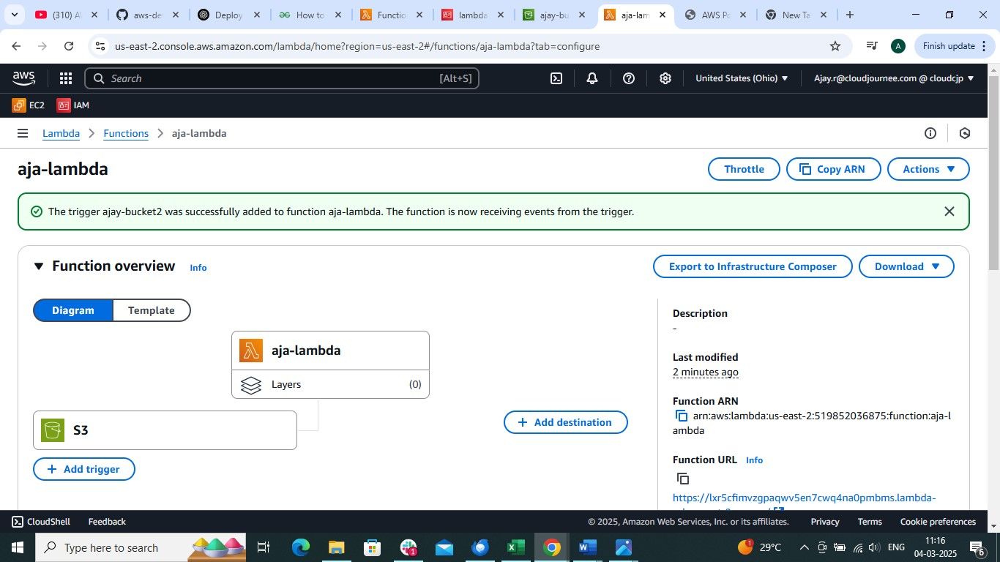 (310) A
aws-de
Deploy
How to
Functio
lambda
ajay-bu
aja-lam
AWS Po
New Ta
us-east-2.console.aws.amazon.com/lambda/home?region=us-east-2#/functions/aja-lambda?tab=configure
A
Finish update
aws
Search
[Alt+S]
United States (Ohio)
Ajay.r@cloudjournee.com @ cloudcjp
EC2
IAM
Lambda
Functions
aja-lambda
aja-lambda
Throttle
Copy ARN
Actions
The trigger ajay-bucket2 was successfully added to function aja-lambda. The function is now receiving events from the trigger.
Function overview
Info
Export to Infrastructure Composer
Download
Diagram
Template
aja-lambda
Layers
(0)
S3
Add destination
Add trigger
Description
-
Last modified
2 minutes ago
Function ARN
arn:aws:lambda:us-east-2:519852036875:function:aja-l
ambda
Function URL
Info
https://lxr5cfimvzgpaqwv5en7cwq4na0pmbms.lambda-
CloudShell
Feedback
© 2025, Amazon Web Services, Inc. or its affiliates.
Privacy
Terms
Cookie preferences
Type here to search
1
1
29°C
ENG
11:16
04-03-2025
6